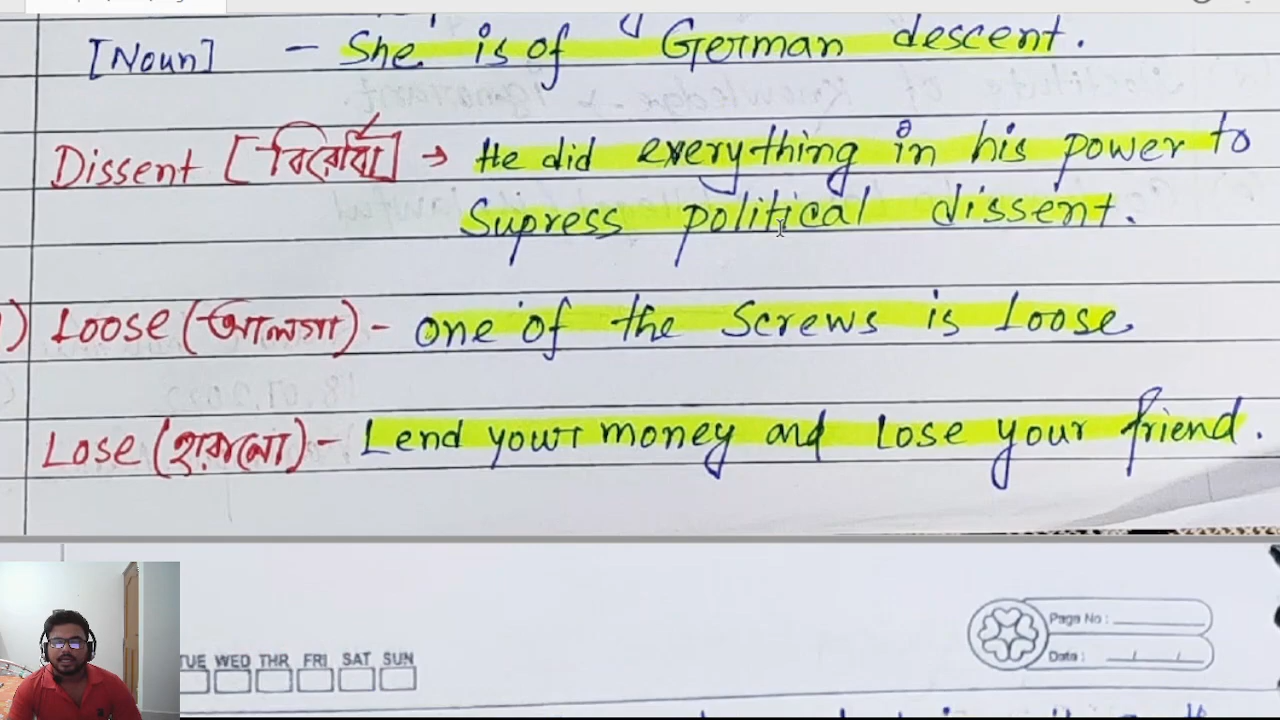 [Noun] - She is of German descent.
Dissent [বিরোধী] → He did everything in his power to
Supress political dissent.
) Loose (আলগা) - One of the Screws is Loose
Lose (হারানো) - Lend your money and Lose your friend.
Page No :
TUE WED THR FRI SAT SUN
Date :